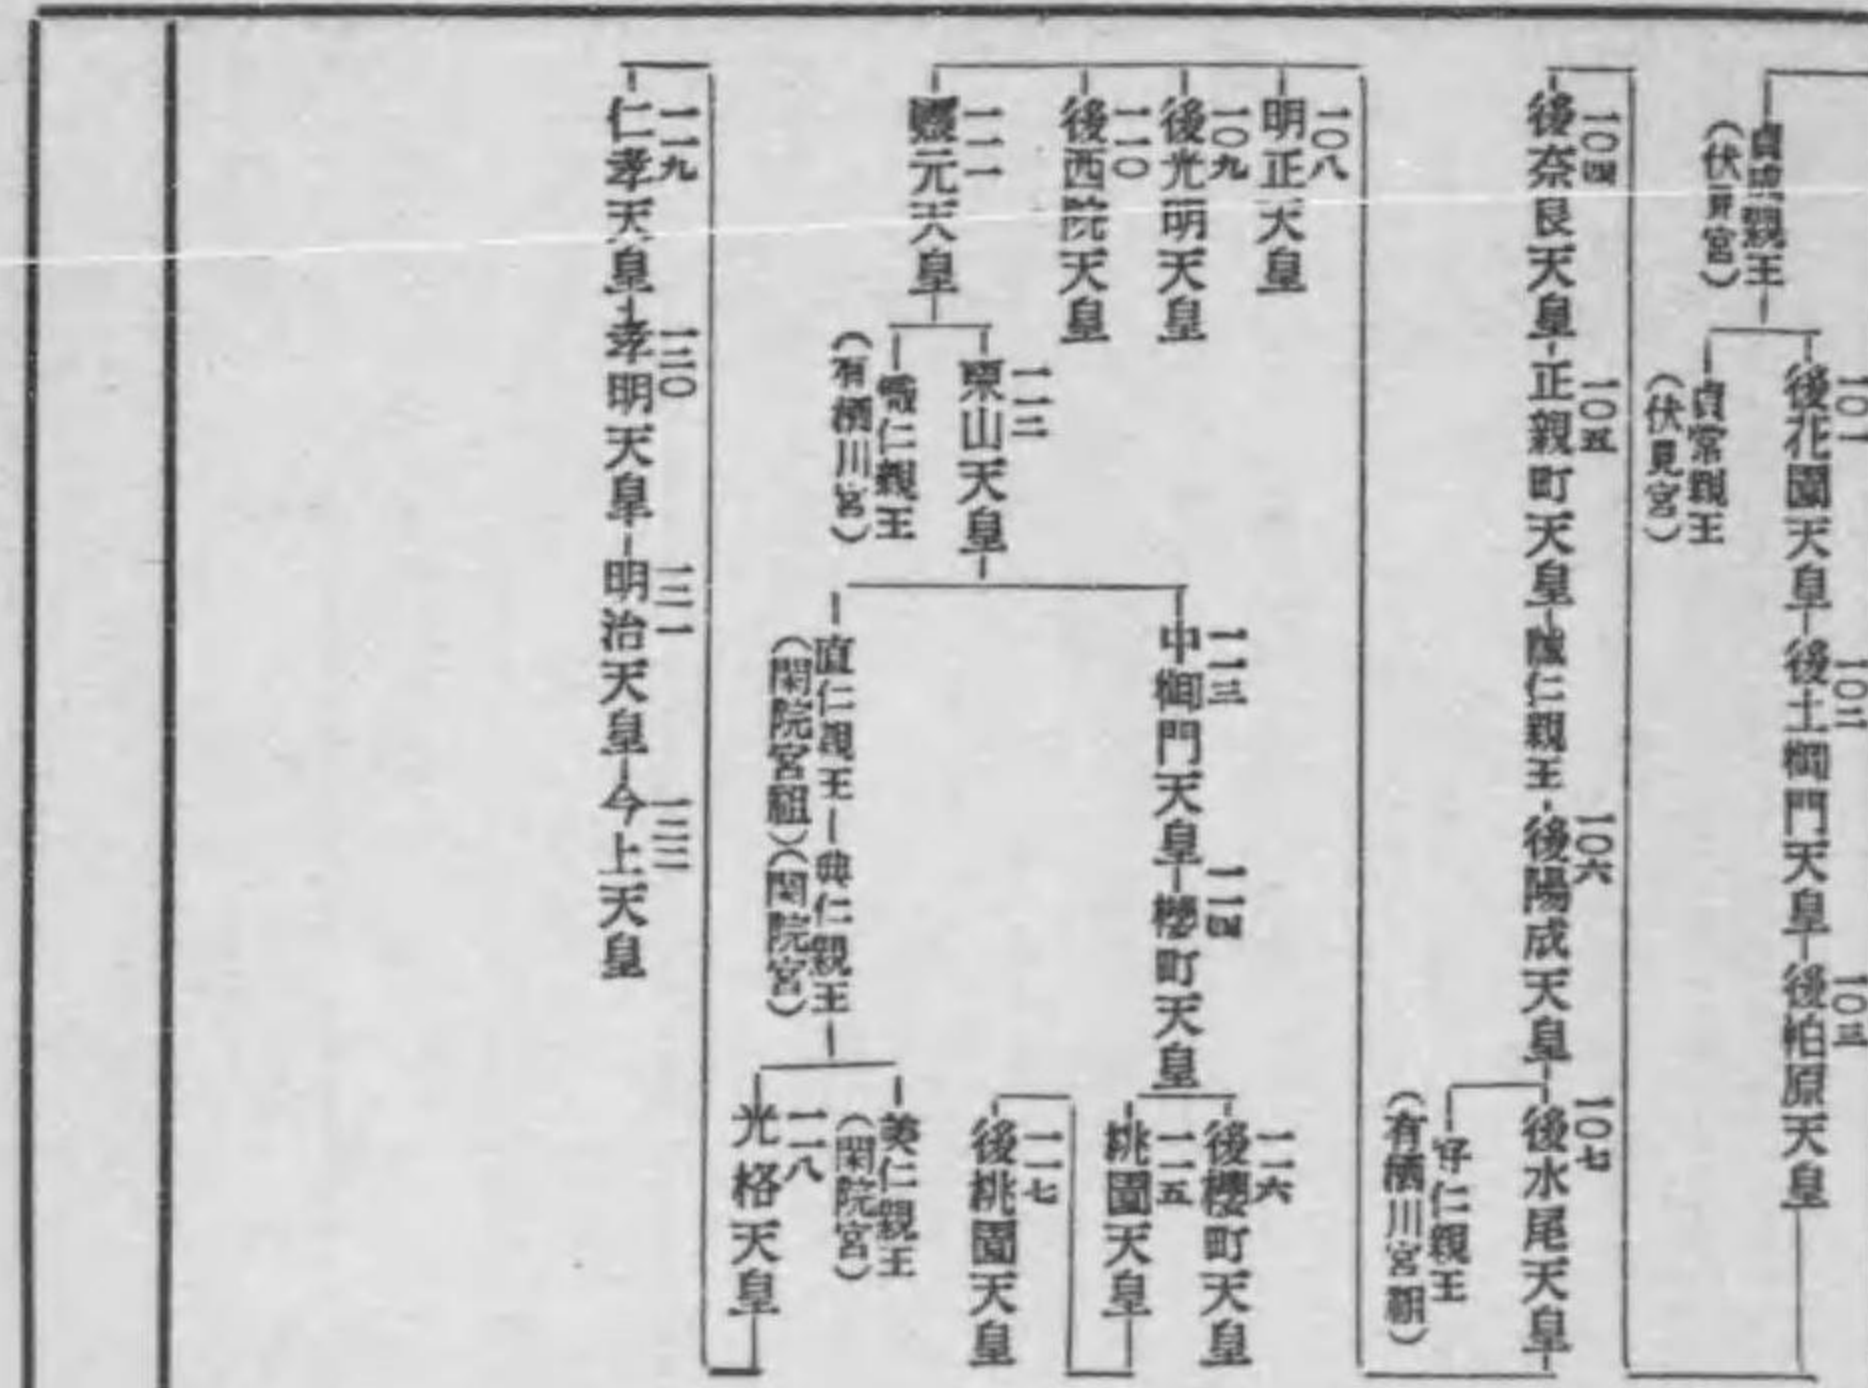 貞成親王
(伏見宮)
一〇一
後花園天皇
一〇二
後土御門天皇
一〇三
後柏原天皇
貞常親王
(伏見宮)
一〇四
後奈良天皇
一〇五
正親町天皇
誠仁親王
一〇六
後陽成天皇
一〇七
後水尾天皇
好仁親王
(有栖川宮祖)
一〇八
明正天皇
一〇九
後光明天皇
一一〇
後西院天皇
一一一
靈元天皇
一一二
東山天皇
職仁親王
(有栖川宮)
一一三
中御門天皇
一一四
櫻町天皇
一一六
後櫻町天皇
一一五
桃園天皇
一一七
後桃園天皇
直仁親王
(閑院宮祖)
典仁親王
(閑院宮)
美仁親王
(閑院宮)
一一八
光格天皇
一一九
仁孝天皇
一二〇
孝明天皇
一二一
明治天皇
一二二
今上天皇